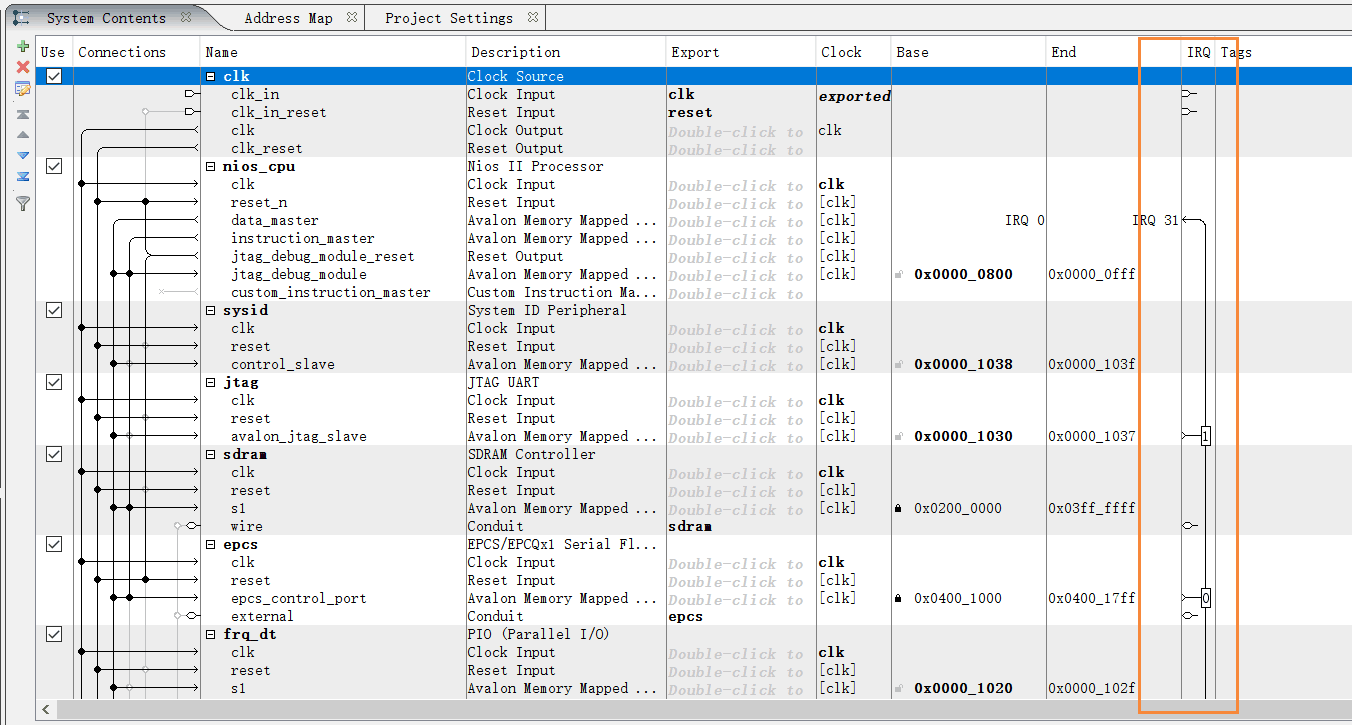 System Contents Address Map Project Settings
Use Connections Name Description Export Clock Base End IRQ Tags
clk Clock Source
clk_in Clock Input clk exported
clk_in_reset Reset Input reset
clk Clock Output Double-click to clk
clk_reset Reset Output Double-click to
nios_cpu Nios II Processor
clk Clock Input Double-click to clk
reset_n Reset Input Double-click to [clk]
data_master Avalon Memory Mapped ... Double-click to [clk] IRQ 0 IRQ 31
instruction_master Avalon Memory Mapped ... Double-click to [clk]
jtag_debug_module_reset Reset Output Double-click to [clk]
jtag_debug_module Avalon Memory Mapped ... Double-click to [clk] 0x0000_0800 0x0000_0fff
custom_instruction_master Custom Instruction Ma... Double-click to
sysid System ID Peripheral
clk Clock Input Double-click to clk
reset Reset Input Double-click to [clk]
control_slave Avalon Memory Mapped ... Double-click to [clk] 0x0000_1038 0x0000_103f
jtag JTAG UART
clk Clock Input Double-click to clk
reset Reset Input Double-click to [clk]
avalon_jtag_slave Avalon Memory Mapped ... Double-click to [clk] 0x0000_1030 0x0000_1037 1
sdram SDRAM Controller
clk Clock Input Double-click to clk
reset Reset Input Double-click to [clk]
s1 Avalon Memory Mapped ... Double-click to [clk] 0x0200_0000 0x03ff_ffff
wire Conduit sdram
epcs EPCS/EPCQx1 Serial Fl...
clk Clock Input Double-click to clk
reset Reset Input Double-click to [clk]
epcs_control_port Avalon Memory Mapped ... Double-click to [clk] 0x0400_1000 0x0400_17ff 0
external Conduit epcs
frq_dt PIO (Parallel I/O)
clk Clock Input Double-click to clk
reset Reset Input Double-click to [clk]
s1 Avalon Memory Mapped ... Double-click to [clk] 0x0000_1020 0x0000_102f